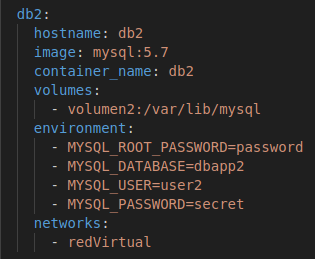 db2:
hostname: db2
image: mysql:5.7
container_name: db2
volumes:
- volumen2:/var/lib/mysql
environment:
- MYSQL_ROOT_PASSWORD=password
- MYSQL_DATABASE=dbapp2
- MYSQL_USER=user2
- MYSQL_PASSWORD=secret
networks:
- redVirtual